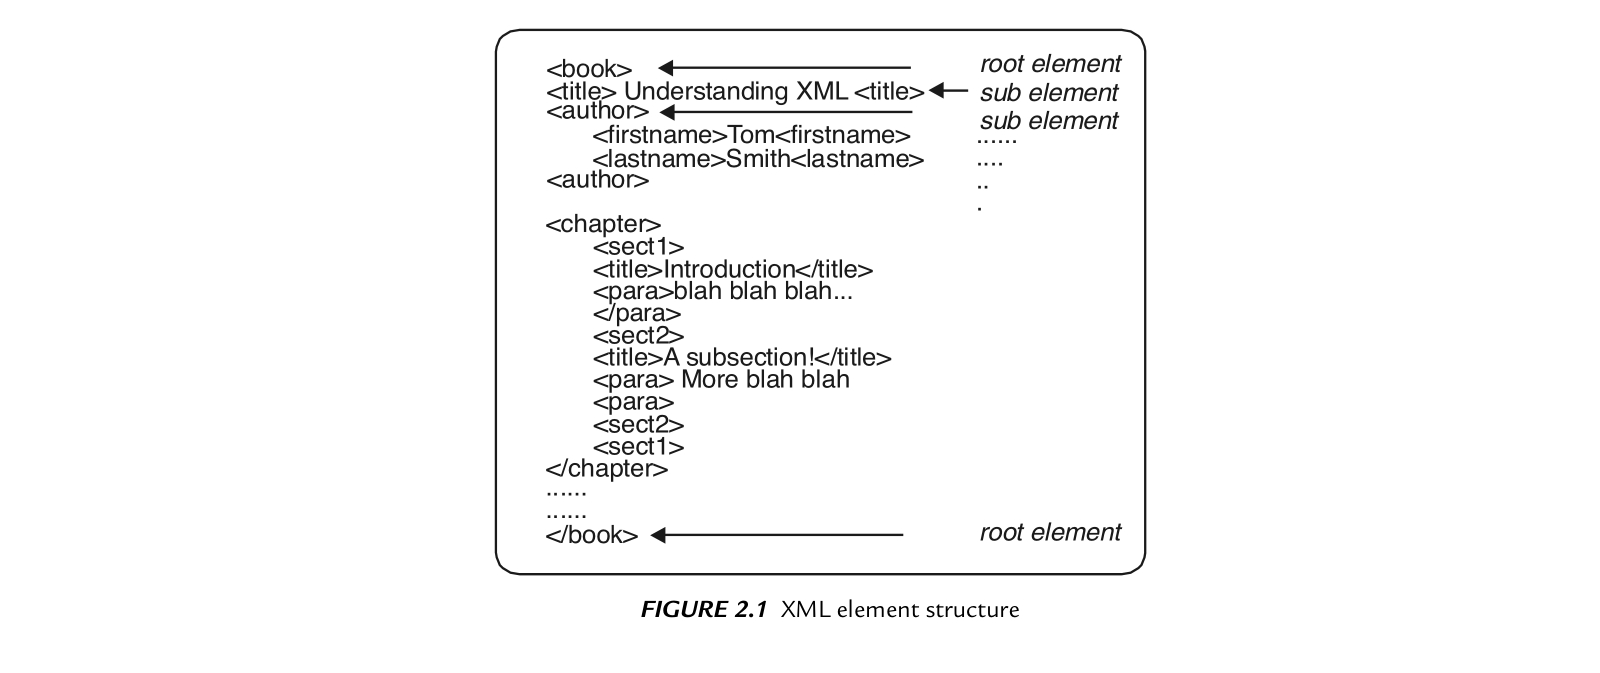 <book> root element
<title> Understanding XML <title> sub element
<author> sub element
<firstname>Tom<firstname> ......
<lastname>Smith<lastname> ....
<author> ..
.
<chapter>
<sect1>
<title>Introduction</title>
<para>blah blah blah...
</para>
<sect2>
<title>A subsection!</title>
<para> More blah blah
<para>
<sect2>
<sect1>
</chapter>
......
......
</book> root element
FIGURE 2.1 XML element structure